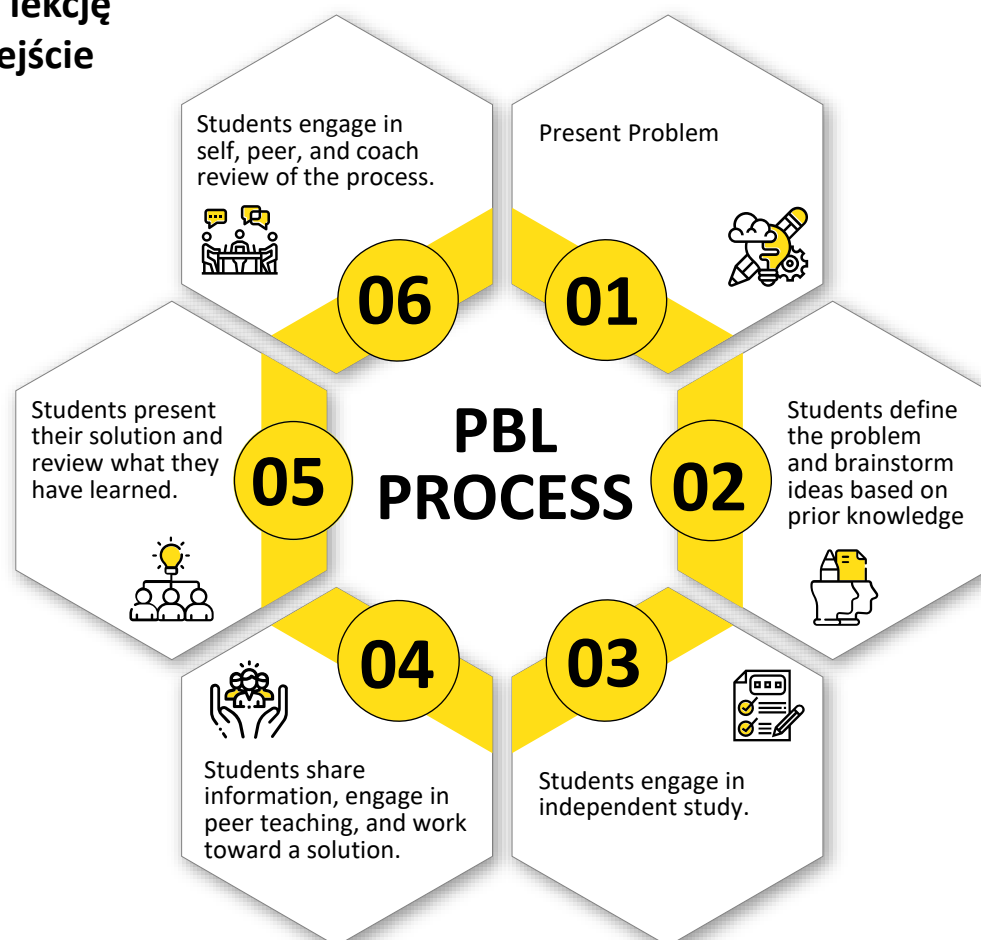 lekcję
ejście
Present Problem
01
Students define
the problem
and brainstorm
ideas based on
prior knowledge
02
Students engage in
independent study.
03
Students share
information, engage in
peer teaching, and work
toward a solution.
04
Students present
their solution and
review what they
have learned.
05
Students engage in
self, peer, and coach
review of the process.
06
PBL
PROCESS